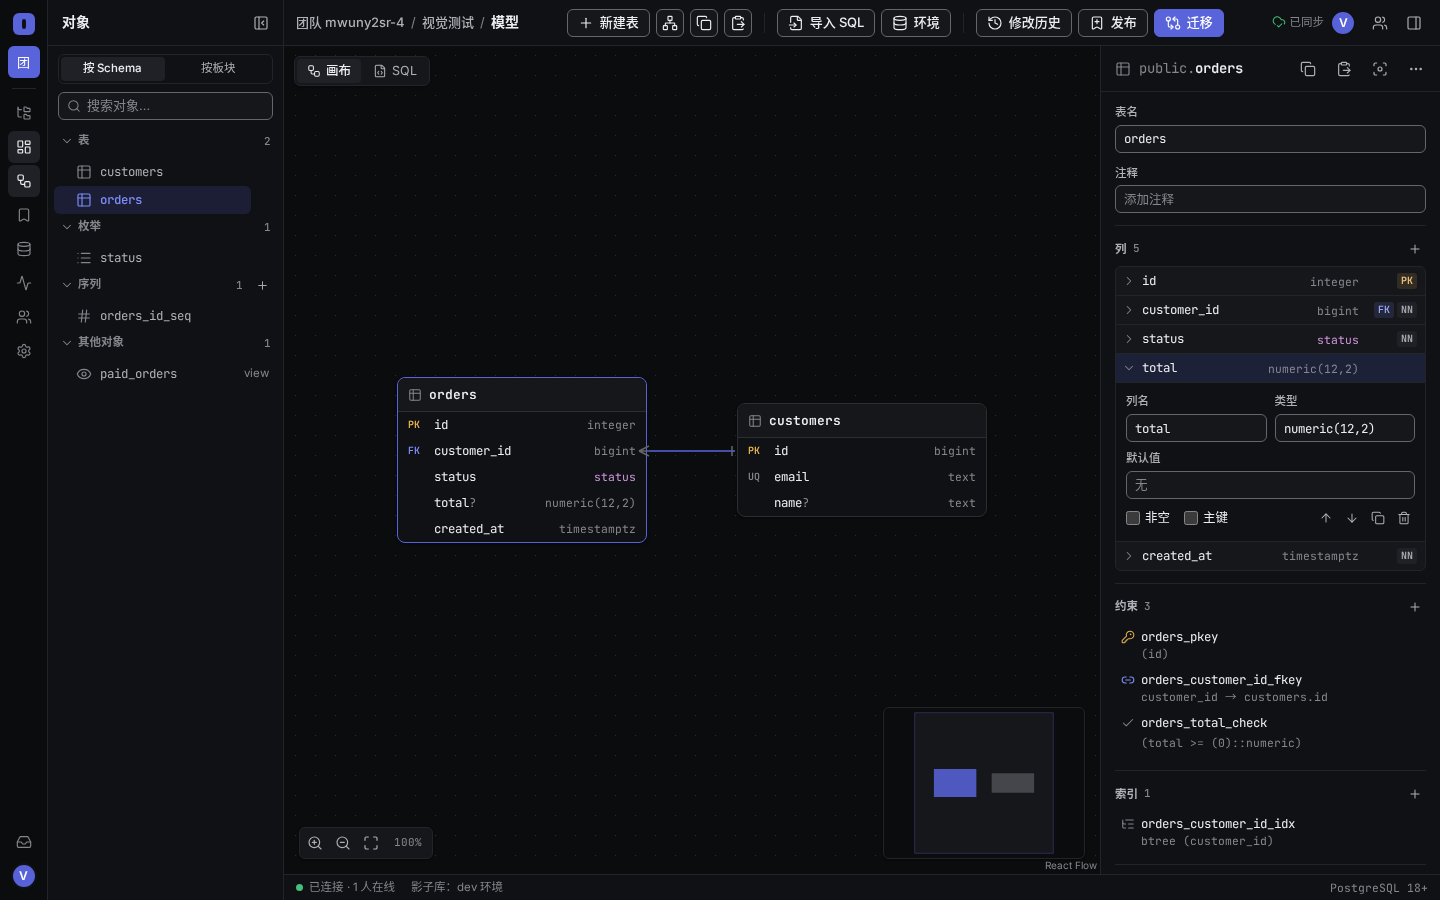 对象
团队 mwuny2sr-4 / 视觉测试 / 模型
新建表
导入 SQL
环境
修改历史
发布
迁移
已同步
V
团
按 Schema
按板块
搜索对象...
表 2
customers
orders
枚举 1
status
序列 1
orders_id_seq
其他对象 1
paid_orders view
V
画布
SQL
orders
PK id integer
FK customer_id bigint
status status
total? numeric(12,2)
created_at timestamptz
customers
PK id bigint
UQ email text
name? text
100%
React Flow
public.orders
表名
orders
注释
添加注释
列 5
id integer PK
customer_id bigint FK NN
status status NN
total numeric(12,2)
列名 类型
total numeric(12,2)
默认值
无
非空 主键
created_at timestamptz NN
约束 3
orders_pkey
(id)
orders_customer_id_fkey
customer_id → customers.id
orders_total_check
(total >= (0)::numeric)
索引 1
orders_customer_id_idx
btree (customer_id)
已连接 · 1 人在线 影子库：dev 环境
PostgreSQL 18+